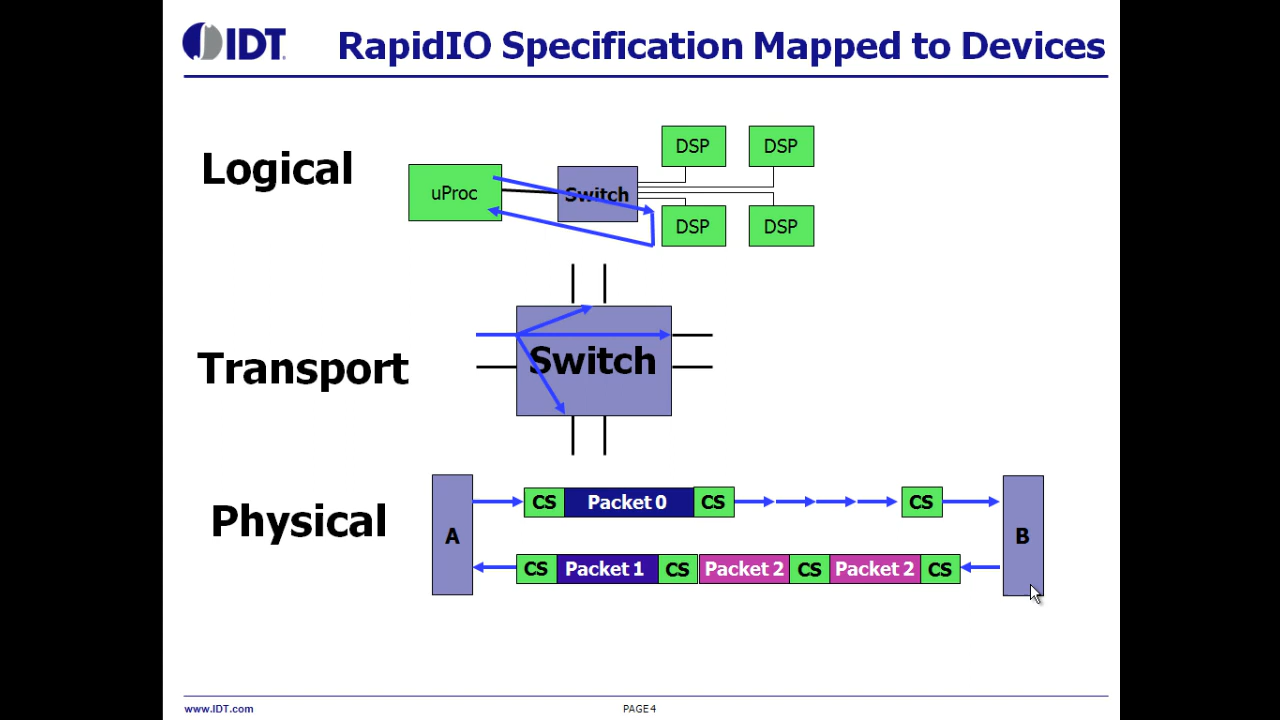 IDT
RapidIO Specification Mapped to Devices
Logical
uProc
Switch
DSP
DSP
DSP
DSP
Transport
Switch
Physical
A
CS
Packet 0
CS
CS
B
CS
Packet 1
CS
Packet 2
CS
Packet 2
CS
www.IDT.com
PAGE 4